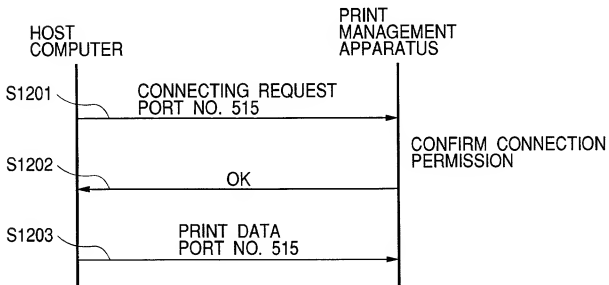 HOST
COMPUTER
PRINT
MANAGEMENT
APPARATUS
S1201
CONNECTING REQUEST
PORT NO. 515
CONFIRM CONNECTION
PERMISSION
S1202
OK
S1203
PRINT DATA
PORT NO. 515